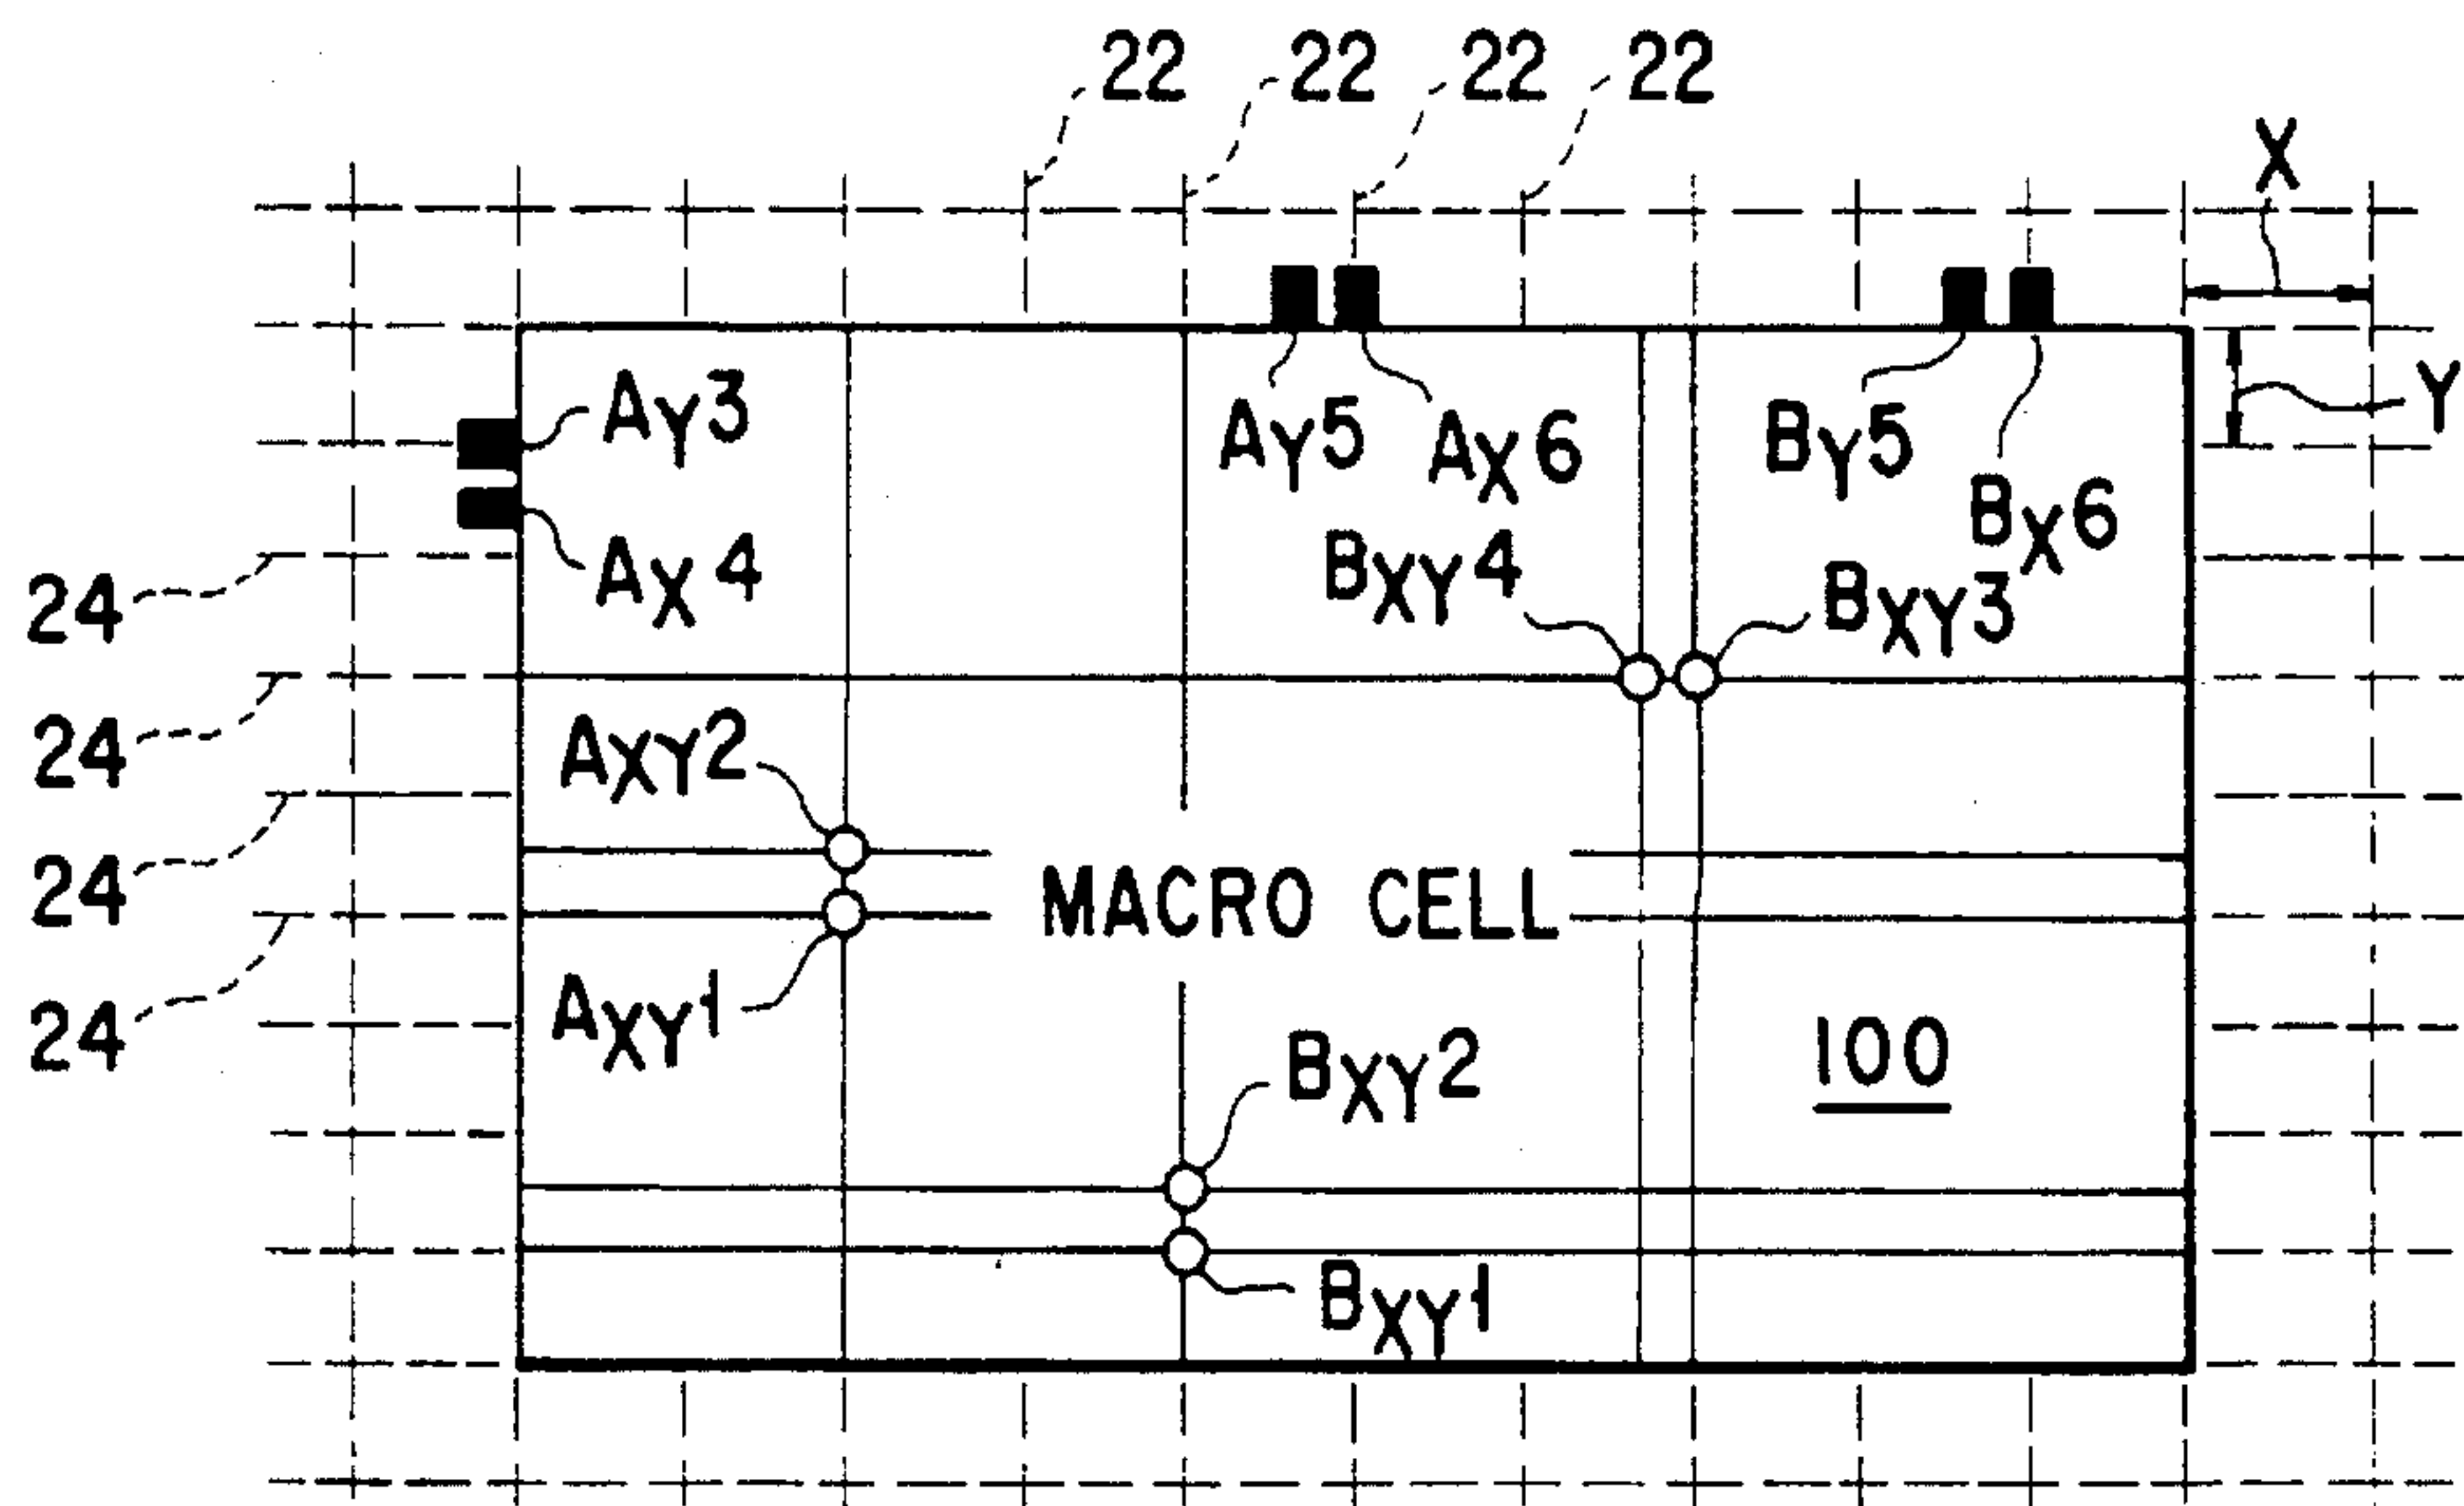 22 22 22 22
X
Y
AY3
AY5 AX6 BY5
BX6
AX4
BXY4 BXY3
24
24
24
24
AXY2
MACRO CELL
AXY1
100
BXY2
BXY1